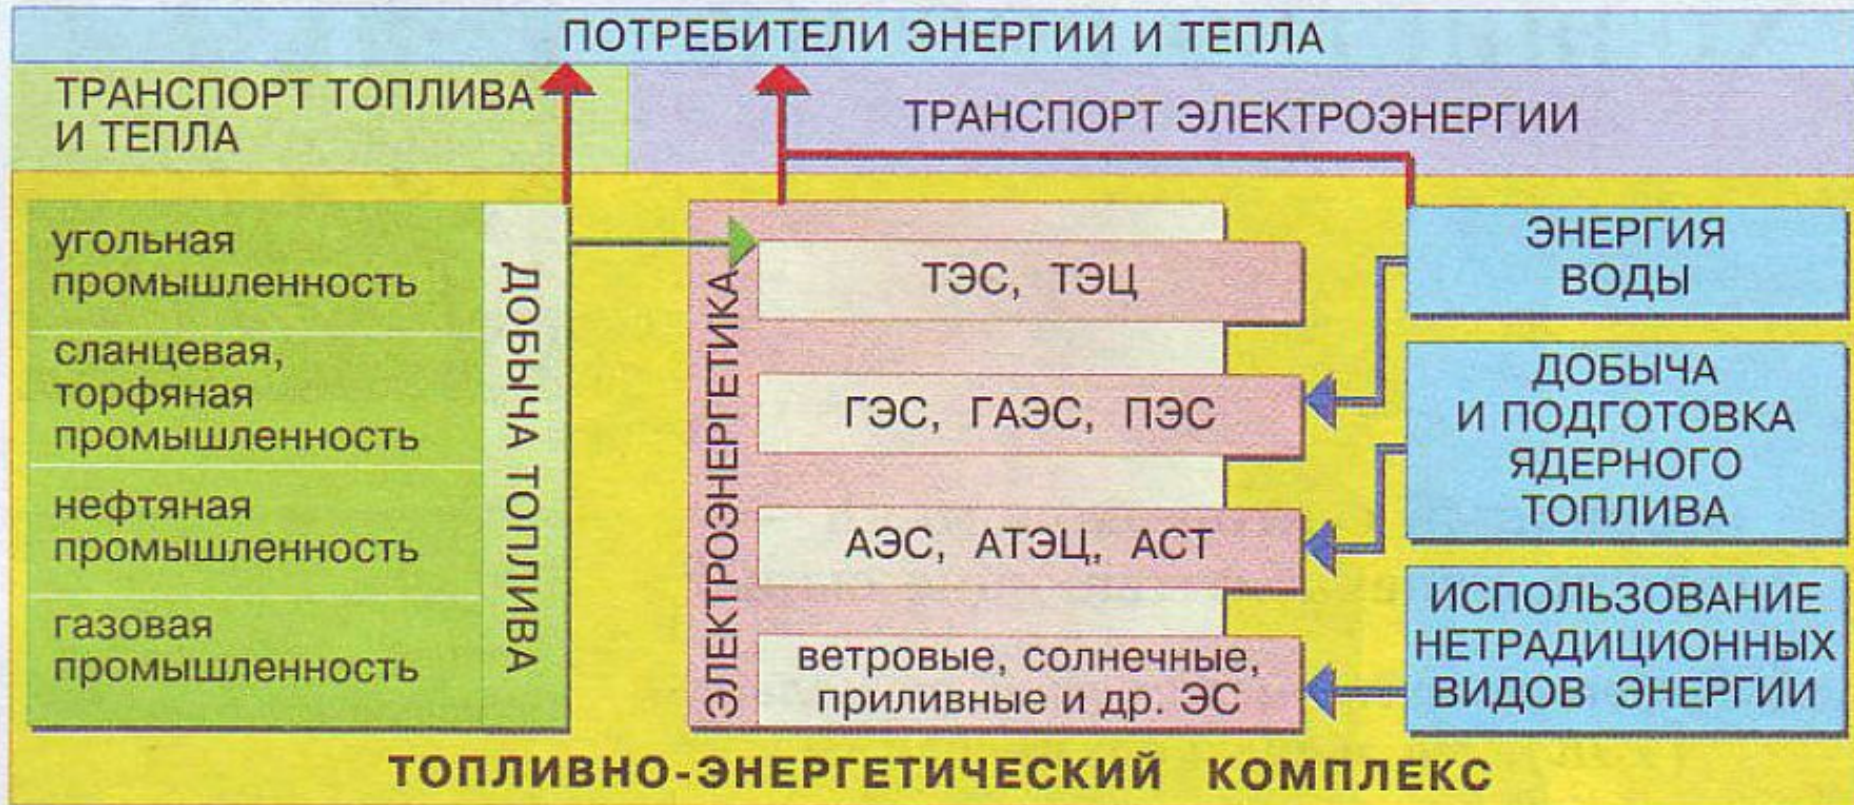 ПОТРЕБИТЕЛИ ЭНЕРГИИ И ТЕПЛА
ТРАНСПОРТ ТОПЛИВА
И ТЕПЛА
ТРАНСПОРТ ЭЛЕКТРОЭНЕРГИИ
угольная
промышленность
сланцевая,
торфяная
промышленность
нефтяная
промышленность
газовая
промышленность
ДОБЫЧА ТОПЛИВА
ЭЛЕКТРОЭНЕРГЕТИКА
ТЭС, ТЭЦ
ГЭС, ГАЭС, ПЭС
АЭС, АТЭЦ, АСТ
ветровые, солнечные,
приливные и др. ЭС
ЭНЕРГИЯ
ВОДЫ
ДОБЫЧА
И ПОДГОТОВКА
ЯДЕРНОГО
ТОПЛИВА
ИСПОЛЬЗОВАНИЕ
НЕТРАДИЦИОННЫХ
ВИДОВ ЭНЕРГИИ
ТОПЛИВНО-ЭНЕРГЕТИЧЕСКИЙ КОМПЛЕКС